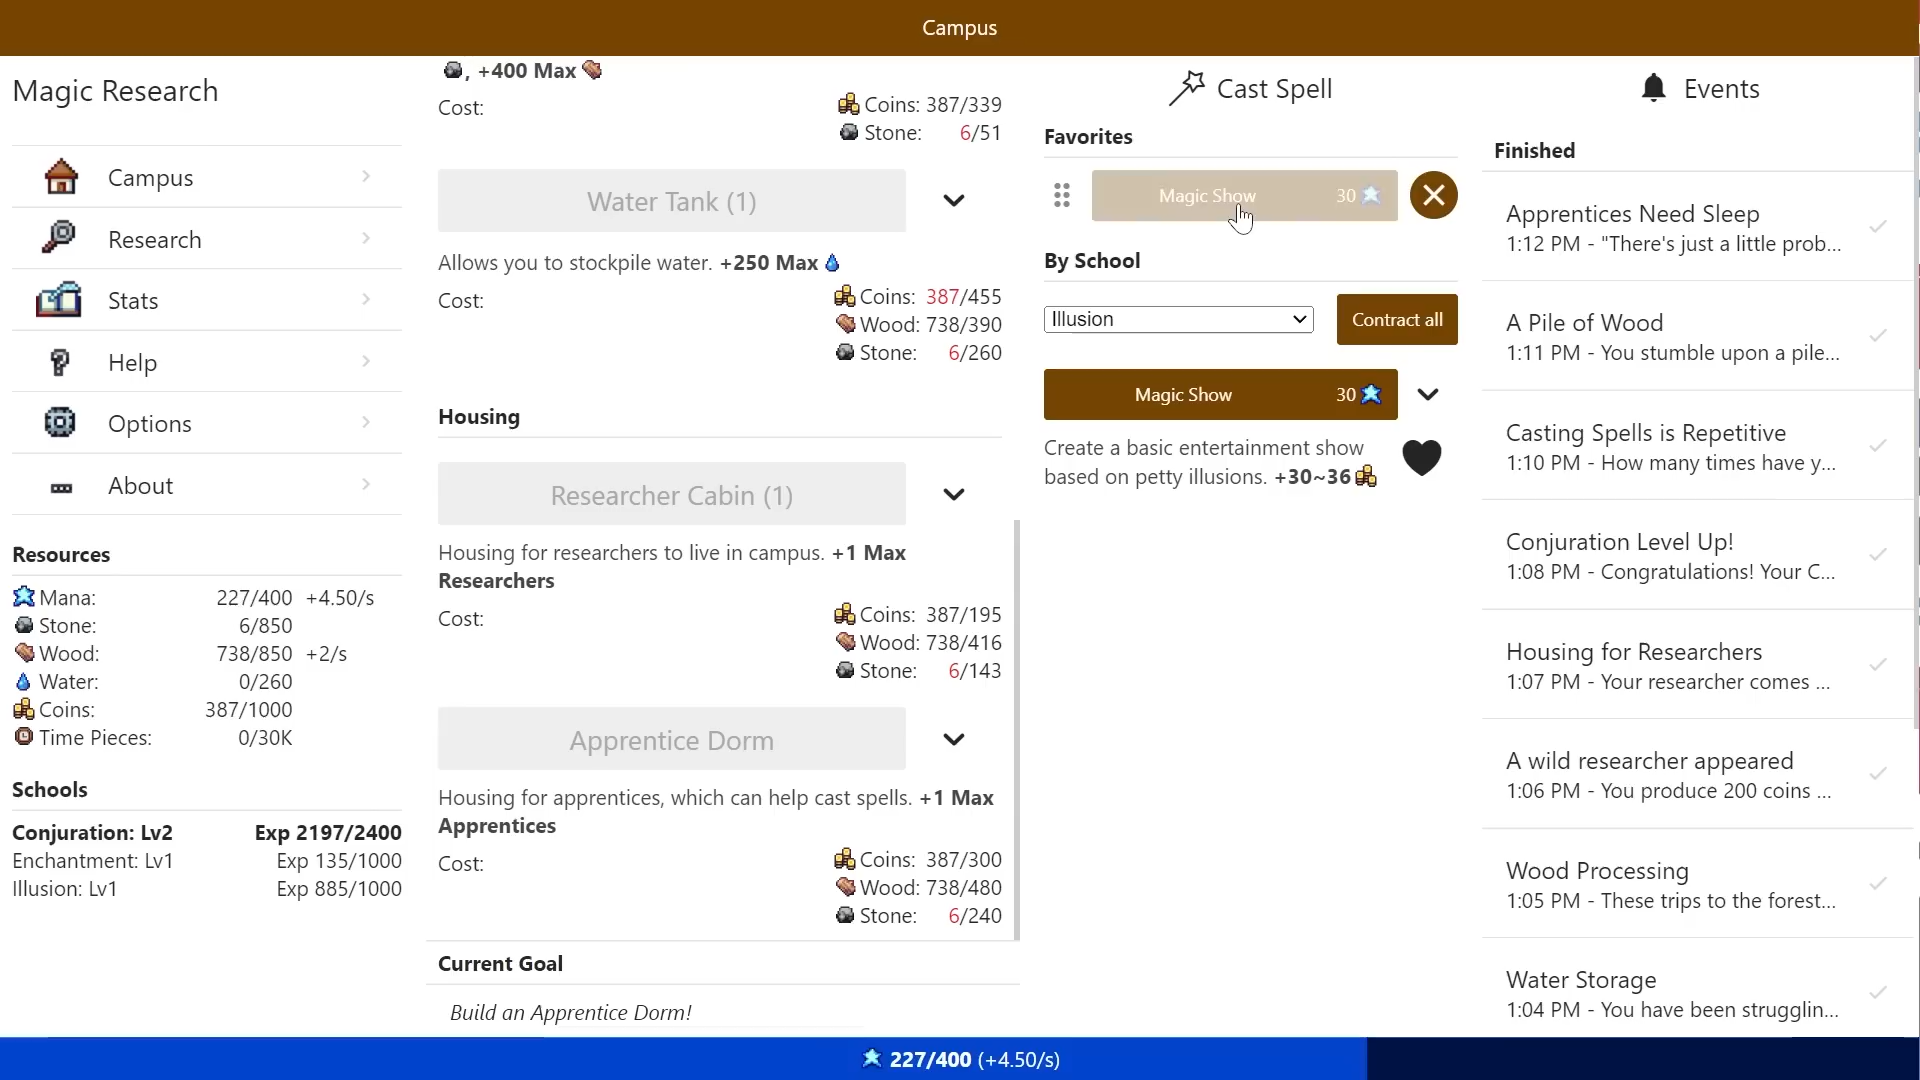 Campus
Magic Research
Campus
Research
Stats
Help
Options
About
Resources
Mana: 227/400 +4.50/s
Stone: 6/850
Wood: 738/850 +2/s
Water: 0/260
Coins: 387/1000
Time Pieces: 0/30K
Schools
Conjuration: Lv2 Exp 2197/2400
Enchantment: Lv1 Exp 135/1000
Illusion: Lv1 Exp 885/1000
, +400 Max
Cost: Coins: 387/339
Stone: 6/51
Water Tank (1)
Allows you to stockpile water. +250 Max
Cost: Coins: 387/455
Wood: 738/390
Stone: 6/260
Housing
Researcher Cabin (1)
Housing for researchers to live in campus. +1 Max
Researchers
Cost: Coins: 387/195
Wood: 738/416
Stone: 6/143
Apprentice Dorm
Housing for apprentices, which can help cast spells. +1 Max
Apprentices
Cost: Coins: 387/300
Wood: 738/480
Stone: 6/240
Current Goal
Build an Apprentice Dorm!
Cast Spell
Favorites
Magic Show 30
By School
Illusion Contract all
Magic Show 30
Create a basic entertainment show
based on petty illusions. +30~36
Events
Finished
Apprentices Need Sleep
1:12 PM - "There's just a little prob...
A Pile of Wood
1:11 PM - You stumble upon a pile...
Casting Spells is Repetitive
1:10 PM - How many times have y...
Conjuration Level Up!
1:08 PM - Congratulations! Your C...
Housing for Researchers
1:07 PM - Your researcher comes ...
A wild researcher appeared
1:06 PM - You produce 200 coins ...
Wood Processing
1:05 PM - These trips to the forest...
Water Storage
1:04 PM - You have been strugglin...
227/400 (+4.50/s)